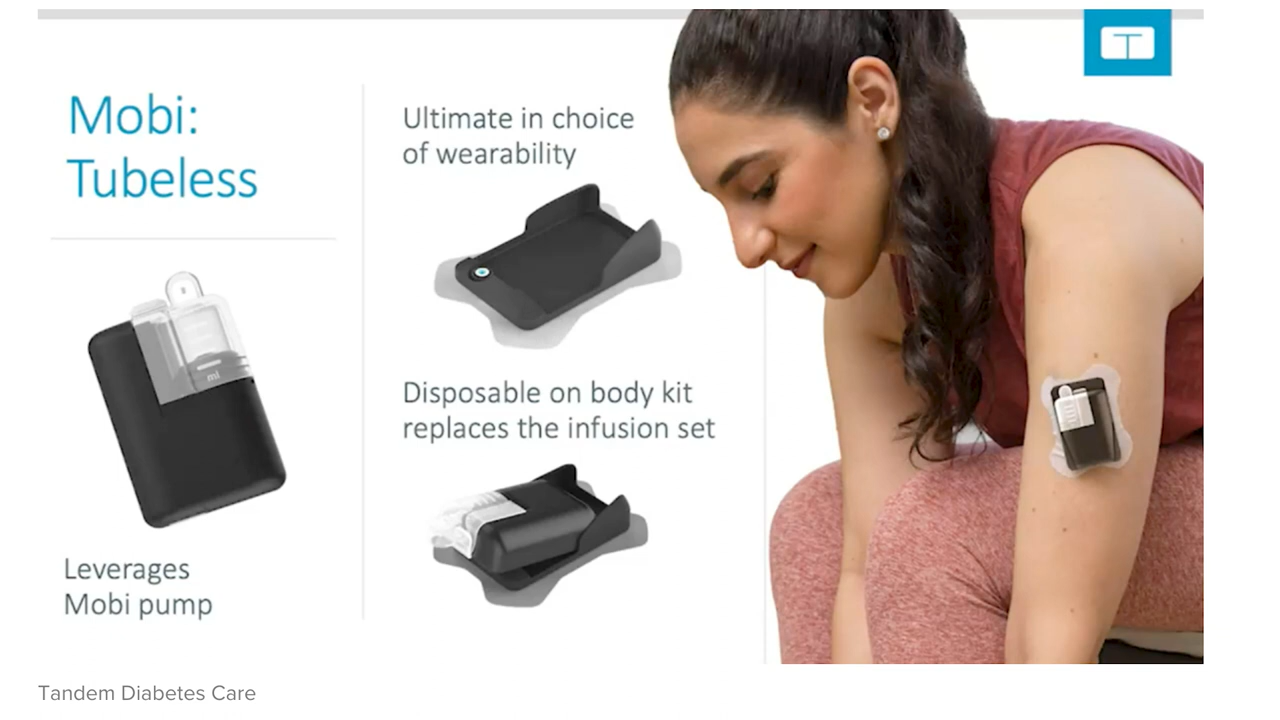 Mobi:
Tubeless
Leverages
Mobi pump
Ultimate in choice
of wearability
Disposable on body kit
replaces the infusion set
ml
Tandem Diabetes Care